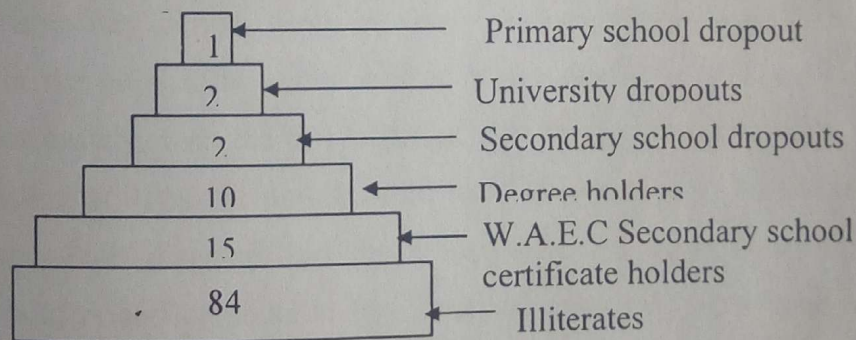 1 Primary school dropout
2 University dropouts
2 Secondary school dropouts
10 Degree holders
15 W.A.E.C Secondary school
certificate holders
84 Illiterates